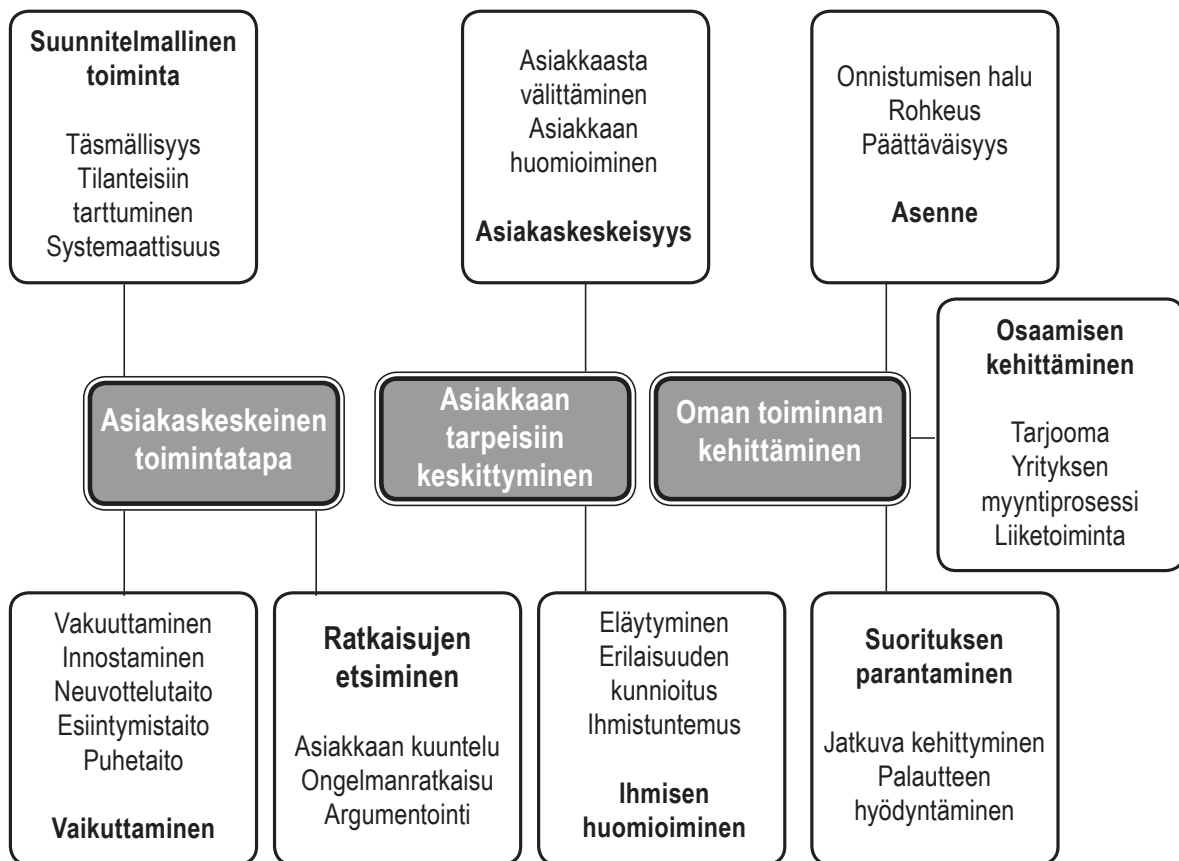 Suunnitelmallinen
toiminta
Täsmällisyys
Tilanteisiin
tarttuminen
Systemaattisuus
Asiakkaasta
välittäminen
Asiakkaan
huomioiminen
Asiakaskeskeisyys
Onnistumisen halu
Rohkeus
Päättäväisyys
Asenne
Osaamisen
kehittäminen
Tarjooma
Yrityksen
myyntiprosessi
Liiketoiminta
Asiakaskeskeinen
toimintatapa
Asiakkaan
tarpeisiin
keskittyminen
Oman toiminnan
kehittäminen
Vakuuttaminen
Innostaminen
Neuvottelutaito
Esiintymistaito
Puhetaito
Vaikuttaminen
Ratkaisujen
etsiminen
Asiakkaan kuuntelu
Ongelmanratkaisu
Argumentointi
Eläytyminen
Erilaisuuden
kunnioitus
Ihmistuntemus
Ihmisen
huomioiminen
Suorituksen
parantaminen
Jatkuva kehittyminen
Palautteen
hyödyntäminen